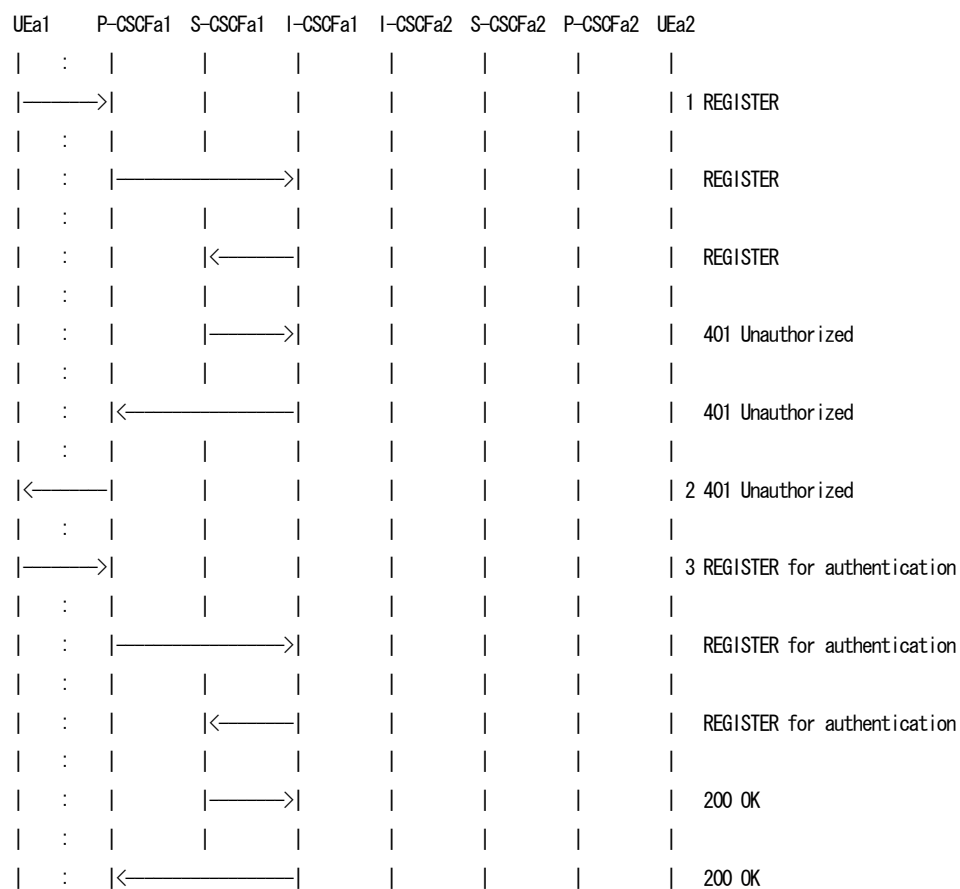 UEa1 P-CSCFa1 S-CSCFa1 I-CSCFa1 I-CSCFa2 S-CSCFa2 P-CSCFa2 UEa2
1 REGISTER
REGISTER
REGISTER
401 Unauthorized
401 Unauthorized
2 401 Unauthorized
3 REGISTER for authentication
REGISTER for authentication
REGISTER for authentication
200 OK
200 OK